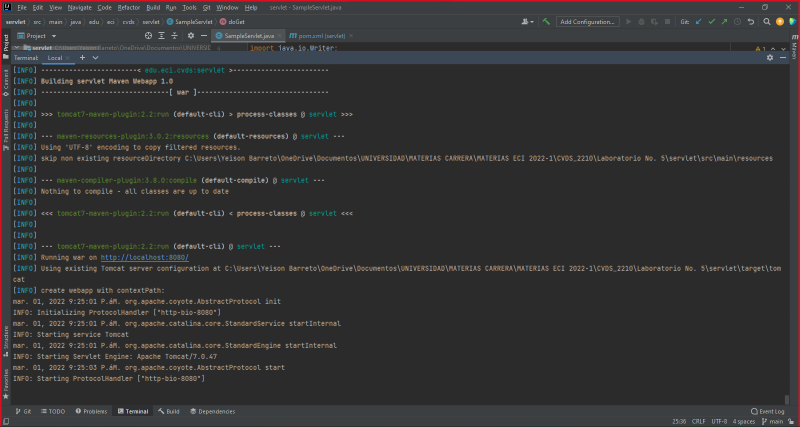 File Edit View Navigate Code Refactor Build Run Tools Git Window Help servlet - SampleServlet.java
servlet src main java edu eci cvds servlet SampleServlet doGet Add Configuration... Git:
Project SampleServlet.java pom.xml (servlet)
import java.io.Writer;
Terminal: Local
[INFO] -----------------------< edu.eci.cvds:servlet >-----------------------
[INFO] Building servlet Maven Webapp 1.0
[INFO] --------------------------------[ war ]---------------------------------
[INFO]
[INFO] >>> tomcat7-maven-plugin:2.2:run (default-cli) > process-classes @ servlet >>>
[INFO]
[INFO] --- maven-resources-plugin:3.0.2:resources (default-resources) @ servlet ---
[INFO] Using 'UTF-8' encoding to copy filtered resources.
[INFO] skip non existing resourceDirectory C:\Users\Yeison Barreto\OneDrive\Documentos\UNIVERSIDAD\MATERIAS CARRERA\MATERIAS ECI 2022-1\CVDS_2210\Laboratorio No. 5\servlet\src\main\resources
[INFO]
[INFO] --- maven-compiler-plugin:3.8.0:compile (default-compile) @ servlet ---
[INFO] Nothing to compile - all classes are up to date
[INFO]
[INFO] <<< tomcat7-maven-plugin:2.2:run (default-cli) < process-classes @ servlet <<<
[INFO]
[INFO]
[INFO] --- tomcat7-maven-plugin:2.2:run (default-cli) @ servlet ---
[INFO] Running war on http://localhost:8080/
[INFO] Using existing Tomcat server configuration at C:\Users\Yeison Barreto\OneDrive\Documentos\UNIVERSIDAD\MATERIAS CARRERA\MATERIAS ECI 2022-1\CVDS_2210\Laboratorio No. 5\servlet\target\tom
cat
[INFO] create webapp with contextPath:
mar. 01, 2022 9:25:01 P.áM. org.apache.coyote.AbstractProtocol init
INFO: Initializing ProtocolHandler ["http-bio-8080"]
mar. 01, 2022 9:25:01 P.áM. org.apache.catalina.core.StandardService startInternal
INFO: Starting service Tomcat
mar. 01, 2022 9:25:01 P.áM. org.apache.catalina.core.StandardEngine startInternal
INFO: Starting Servlet Engine: Apache Tomcat/7.0.47
mar. 01, 2022 9:25:03 P.áM. org.apache.coyote.AbstractProtocol start
INFO: Starting ProtocolHandler ["http-bio-8080"]
Project
Commit
Pull Requests
Structure
Favorites
Maven
Git TODO Problems Terminal Build Dependencies Event Log
25:36 CRLF UTF-8 4 spaces main